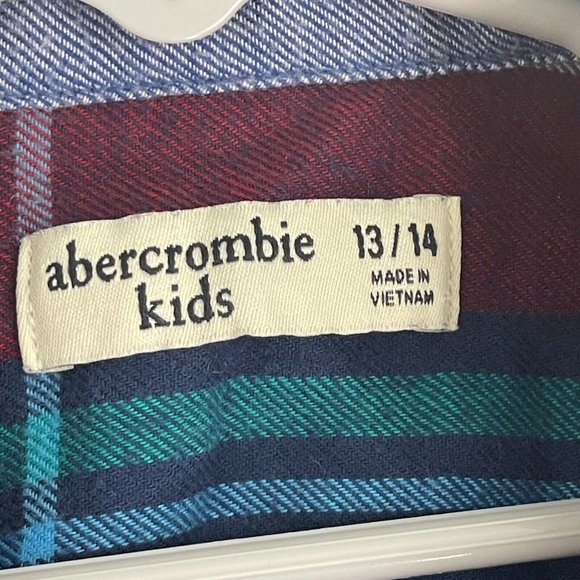 abercrombie
kids
13/14
MADE IN
VIETNAM